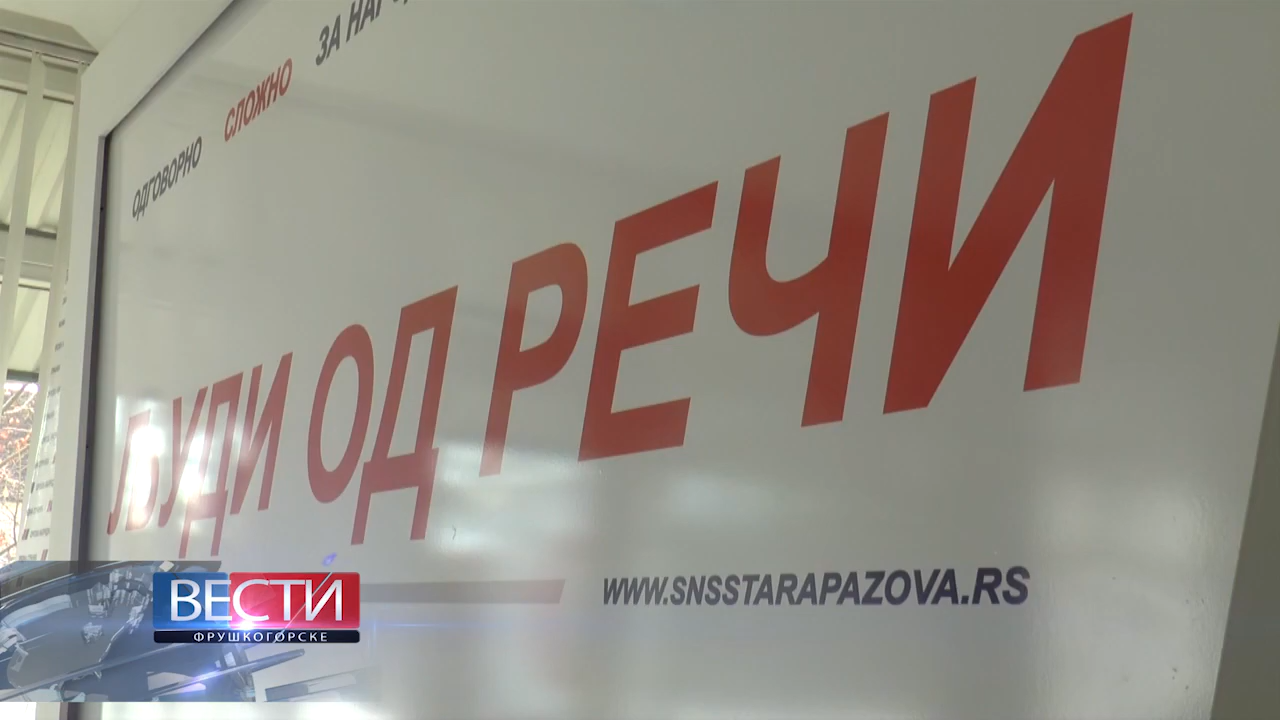 ОДГОВОРНО СЛОЖНО ЗА
ЉУДИ ОД РЕЧИ
WWW.SNSSTARAPAZOVA.RS
ВЕСТИ
ФРУШКОГОРСКЕ